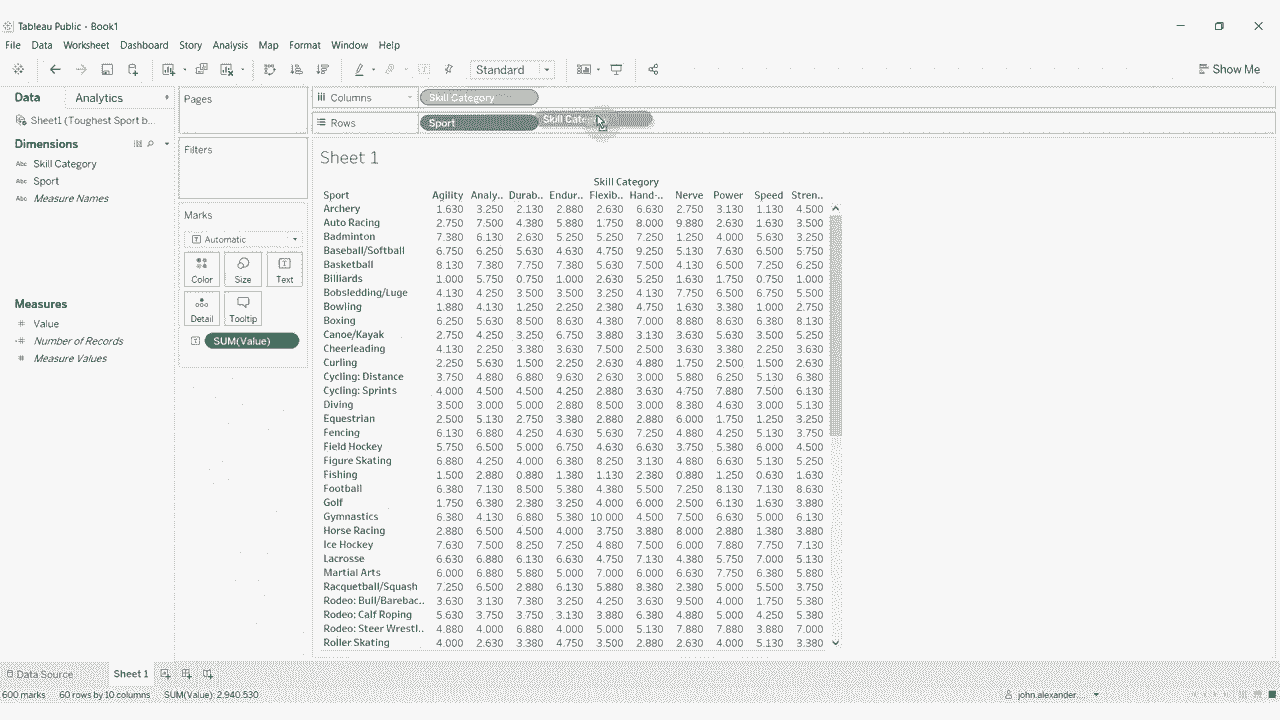 Tableau Public - Book1
File Data Worksheet Dashboard Story Analysis Map Format Window Help
Standard
Show Me
Data Analytics
Sheet1 (Toughest Sport b...
Dimensions
Abc Skill Category
Abc Sport
Abc Measure Names
Measures
# Value
# Number of Records
# Measure Values
Pages
Filters
Marks
Automatic
Color Size Text
Detail Tooltip
SUM(Value)
Columns Skill Category
Rows Sport Skill Cate
Sheet 1
Skill Category
Sport Agility Analy.. Durab.. Endur.. Flexib.. Hand-.. Nerve Power Speed Stren..
Archery 1.630 3.250 2.130 2.880 2.630 6.630 2.750 3.130 1.130 4.500
Auto Racing 2.750 7.500 4.380 5.880 1.750 8.000 9.880 2.630 1.630 3.500
Badminton 7.380 6.130 2.630 5.250 5.250 7.250 1.250 4.000 5.630 3.250
Baseball/Softball 6.750 6.250 5.630 4.630 4.750 9.250 5.130 7.630 6.500 5.750
Basketball 8.130 7.380 7.750 7.380 5.630 7.500 4.130 6.500 7.250 6.250
Billiards 1.000 5.750 0.750 1.000 2.630 5.250 1.630 1.750 0.750 1.000
Bobsledding/Luge 4.130 4.250 3.500 3.500 3.250 4.130 7.750 6.500 6.750 5.500
Bowling 1.880 4.130 1.250 2.250 2.380 4.750 1.630 3.380 1.000 2.750
Boxing 6.250 5.630 8.500 8.630 4.380 7.000 8.880 8.630 6.380 8.130
Canoe/Kayak 2.750 4.250 3.250 6.750 3.880 3.130 3.630 5.880 3.500 5.250
Cheerleading 4.130 2.250 3.380 3.630 7.500 2.500 3.630 3.380 2.250 3.630
Curling 2.250 5.630 1.500 2.250 2.630 4.880 1.750 2.500 1.500 2.630
Cycling: Distance 3.750 4.880 6.880 9.630 2.630 3.000 5.880 6.250 5.130 6.380
Cycling: Sprints 4.000 4.500 4.500 4.250 2.880 3.630 4.750 7.880 7.500 6.130
Diving 3.500 3.000 5.000 2.880 8.500 3.000 8.380 4.630 3.000 5.130
Equestrian 2.500 5.130 2.750 3.380 2.880 2.880 6.000 1.750 1.250 3.250
Fencing 6.130 6.880 4.250 4.630 5.630 7.250 4.880 4.250 5.130 3.750
Field Hockey 5.750 6.500 5.000 6.750 4.630 6.630 3.750 5.380 6.000 4.500
Figure Skating 6.880 4.250 4.000 6.380 8.250 3.130 4.880 6.630 5.130 5.250
Fishing 1.500 2.880 0.880 1.380 1.130 2.380 0.880 1.250 0.630 1.630
Football 6.380 7.130 8.500 5.380 4.380 5.500 7.250 8.130 7.130 8.630
Golf 1.750 6.380 2.380 3.250 4.000 6.000 2.500 6.130 1.630 3.880
Gymnastics 6.380 4.130 6.880 5.380 10.000 4.500 7.500 6.630 5.000 6.130
Horse Racing 2.880 6.500 4.500 4.000 3.750 3.880 8.000 2.880 1.380 3.880
Ice Hockey 7.630 7.500 8.250 7.250 4.880 7.500 6.000 7.880 7.750 7.130
Lacrosse 6.630 6.880 6.130 6.630 4.750 7.130 4.380 5.750 7.000 5.130
Martial Arts 6.000 6.880 5.880 5.000 7.000 6.000 6.630 7.750 6.380 5.880
Racquetball/Squash 7.250 6.500 2.880 6.130 5.880 8.380 2.380 5.000 5.500 3.750
Rodeo: Bull/Barebac.. 3.630 3.130 7.380 3.250 4.250 3.630 9.500 4.000 1.750 5.380
Rodeo: Calf Roping 5.630 3.750 3.750 3.130 3.880 6.380 4.880 5.000 4.250 5.380
Rodeo: Steer Wrestl.. 4.880 4.000 6.880 4.000 5.000 5.130 7.880 7.880 3.880 7.000
Roller Skating 4.000 2.630 3.380 4.750 3.500 2.880 2.630 4.000 5.130 3.380
Data Source Sheet 1
600 marks 60 rows by 10 columns SUM(Value): 2,940.530 john.alexander....